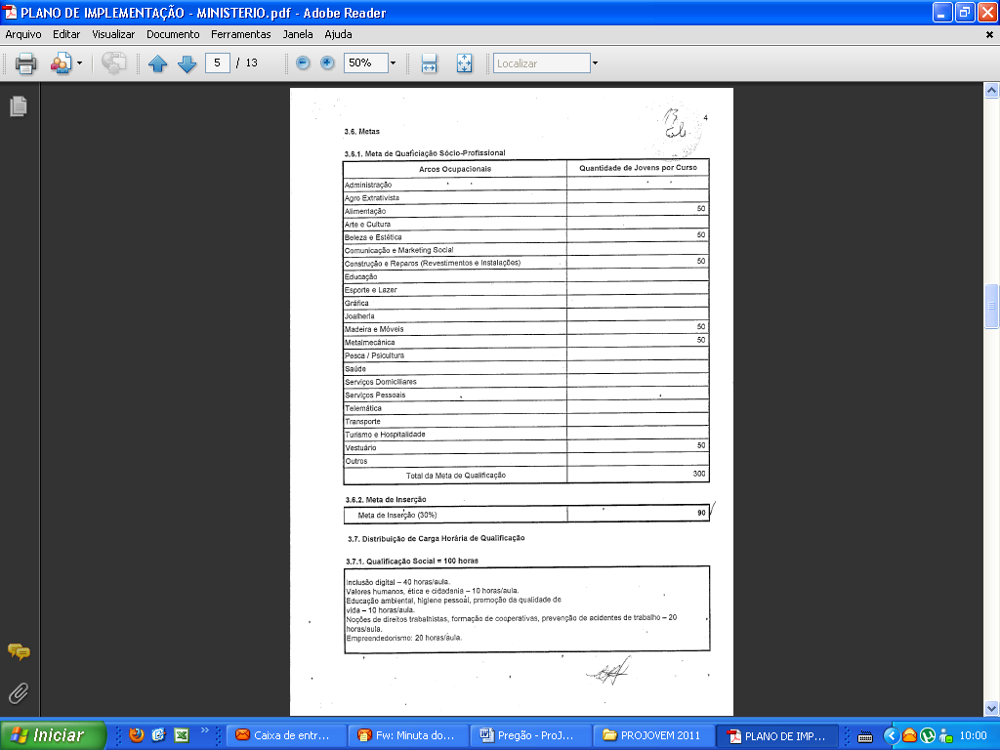 PLANO DE IMPLEMENTAÇÃO - MINISTERIO.pdf - Adobe Reader
Arquivo Editar Visualizar Documento Ferramentas Janela Ajuda
5 / 13 50% Localizar
4
13
3.6. Metas
3.6.1. Meta de Quaficiação Sócio-Profissional
Arcos Ocupacionais Quantidade de Jovens por Curso
Administração
Agro Extrativista
Alimentação 50
Arte e Cultura
Beleza e Estética 50
Comunicação e Marketing Social
Construção e Reparos (Revestimentos e Instalações) 50
Educação
Esporte e Lazer
Gráfica
Joalheria
Madeira e Móveis 50
Metalmecânica 50
Pesca / Psicultura
Saúde
Serviços Domiciliares
Serviços Pessoais
Telemática
Transporte
Turismo e Hospitalidade
Vestuário 50
Outros
Total da Meta de Qualificação 300
3.6.2. Meta de Inserção
Meta de Inserção (30%) 90
3.7. Distribuição de Carga Horária de Qualificação
3.7.1. Qualificação Social = 100 horas
Inclusão digital – 40 horas/aula.
Valores humanos, ética e cidadania – 10 horas/aula.
Educação ambiental, higiene pessoal, promoção da qualidade de
vida – 10 horas/aula.
Noções de direitos trabalhistas, formação de cooperativas, prevenção de acidentes de trabalho – 20
horas/aula.
Empreendedorismo: 20 horas/aula.
Iniciar Caixa de entr... Fw: Minuta do... Pregão - ProJ... PROJOVEM 2011 PLANO DE IMP... 10:00